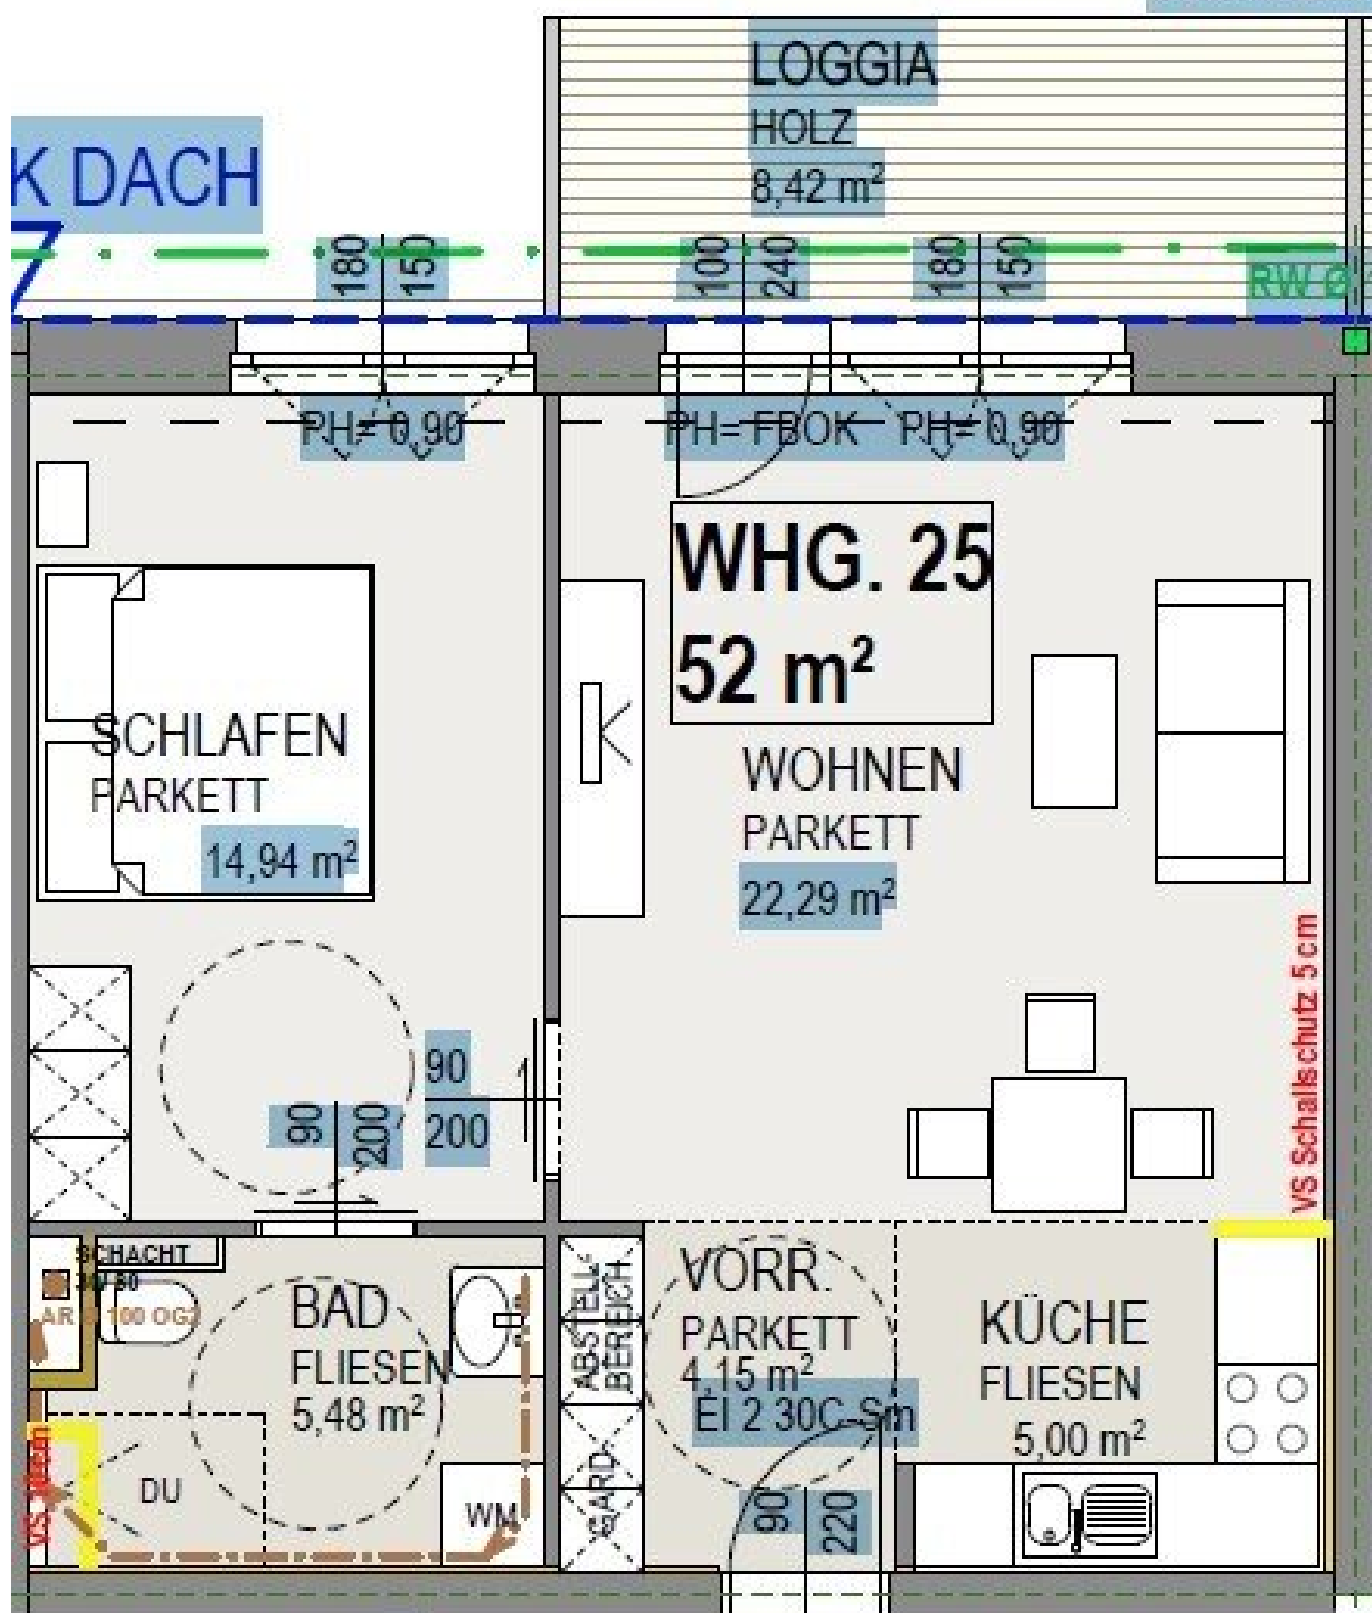 LOGGIA
HOLZ
8,42 m²
K DACH
180
150
100
240
180
150
RW Ø
PH= 0,90
PH= FBOK
PH= 0,90
WHG. 25
52 m²
SCHLAFEN
PARKETT
14,94 m²
WOHNEN
PARKETT
22,29 m²
VS Schallschutz 5 cm
90
200
90
200
SCHACHT
BAD
FLIESEN
5,48 m²
DU
WM
ABSTELL-
BEREICH
GARD.
VORR.
PARKETT
4,15 m²
EI 2 30C-Sm
90
220
KÜCHE
FLIESEN
5,00 m²